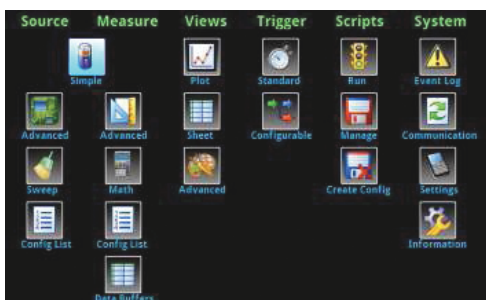 Source Measure Views Trigger Scripts System
Simple Plot Standard Run Event Log
Advanced Advanced Sheet Configurable Manage Communication
Sweep Math Advanced Create Config Settings
Config List Config List Information
Data Buffers